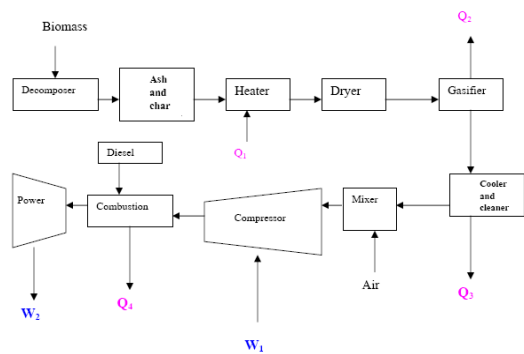 Q2
Biomass
Decomposer
Ash
and
char
Heater
Dryer
Gasifier
Q1
Diesel
Power
Combustion
Compressor
Mixer
Cooler
and
cleaner
Air
W2
Q4
W1
Q3